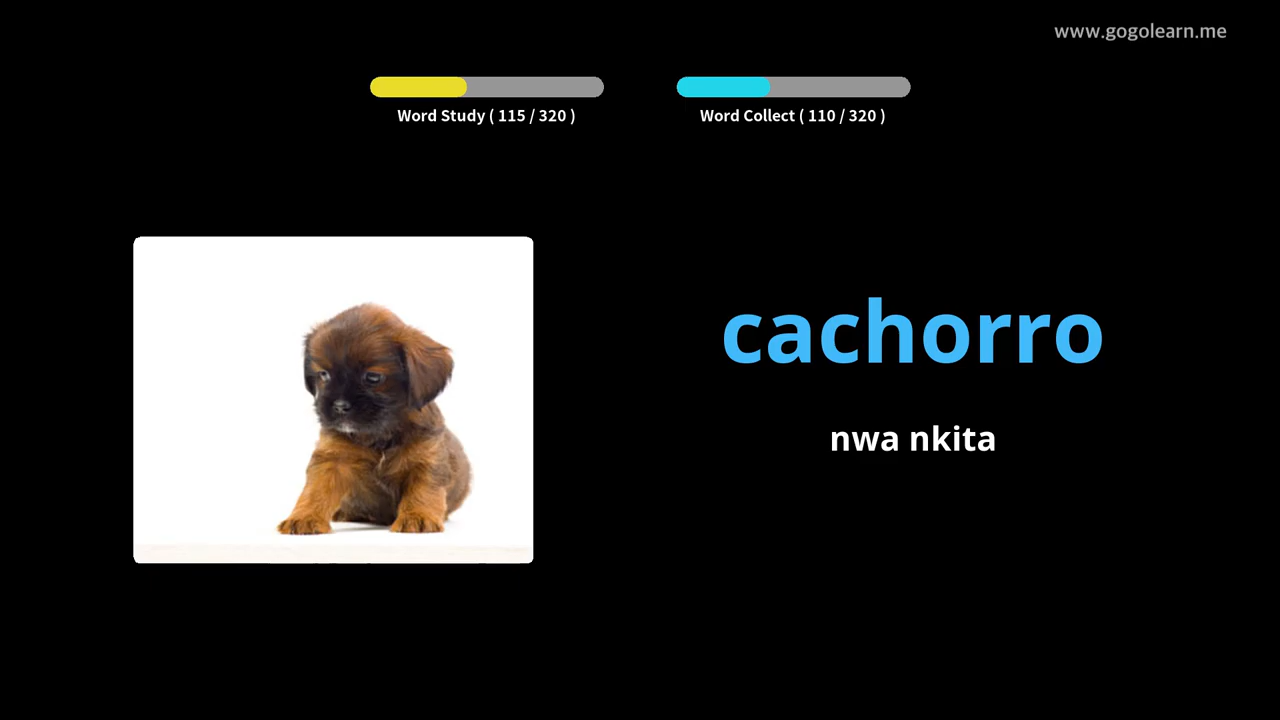 www.gogolearn.me
Word Study ( 115 / 320 )
Word Collect ( 110 / 320 )
cachorro
nwa nkita